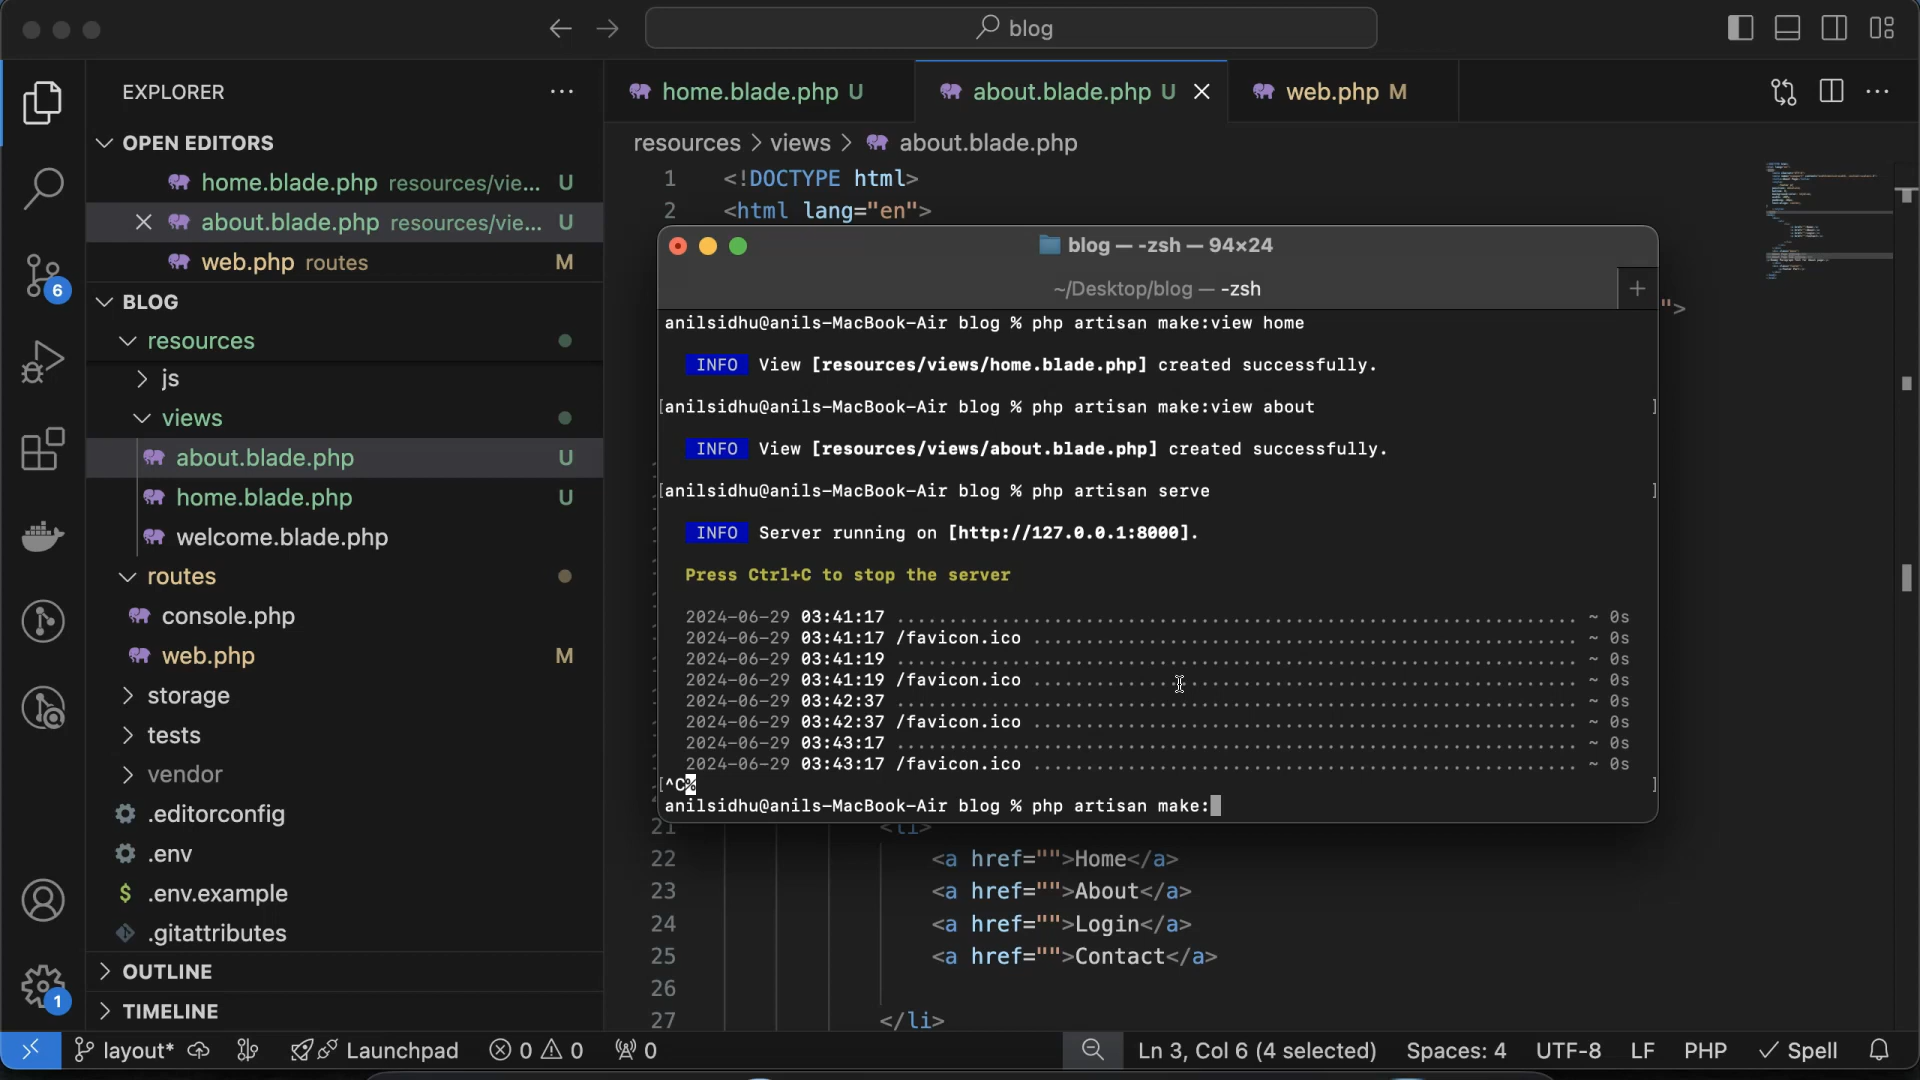 blog
EXPLORER
OPEN EDITORS
home.blade.php resources/vie... U
about.blade.php resources/vie... U
web.php routes M
BLOG
resources
js
views
about.blade.php U
home.blade.php U
welcome.blade.php
routes
console.php
web.php M
storage
tests
vendor
.editorconfig
.env
.env.example
.gitattributes
OUTLINE
TIMELINE
6
1
home.blade.php U
about.blade.php U
web.php M
resources > views > about.blade.php
1 <!DOCTYPE html>
2 <html lang="en">
">
blog — -zsh — 94×24
~/Desktop/blog — -zsh
anilsidhu@anils-MacBook-Air blog % php artisan make:view home
INFO View [resources/views/home.blade.php] created successfully.
[anilsidhu@anils-MacBook-Air blog % php artisan make:view about ]
INFO View [resources/views/about.blade.php] created successfully.
[anilsidhu@anils-MacBook-Air blog % php artisan serve ]
INFO Server running on [http://127.0.0.1:8000].
Press Ctrl+C to stop the server
2024-06-29 03:41:17 ................................................................. ~ 0s
2024-06-29 03:41:17 /favicon.ico .................................................... ~ 0s
2024-06-29 03:41:19 ................................................................. ~ 0s
2024-06-29 03:41:19 /favicon.ico .................................................... ~ 0s
2024-06-29 03:42:37 ................................................................. ~ 0s
2024-06-29 03:42:37 /favicon.ico .................................................... ~ 0s
2024-06-29 03:43:17 ................................................................. ~ 0s
2024-06-29 03:43:17 /favicon.ico .................................................... ~ 0s
[^C% ]
anilsidhu@anils-MacBook-Air blog % php artisan make:
21 <li>
22 <a href="">Home</a>
23 <a href="">About</a>
24 <a href="">Login</a>
25 <a href="">Contact</a>
26
27 </li>
layout* Launchpad 0 0 0 Ln 3, Col 6 (4 selected) Spaces: 4 UTF-8 LF PHP Spell